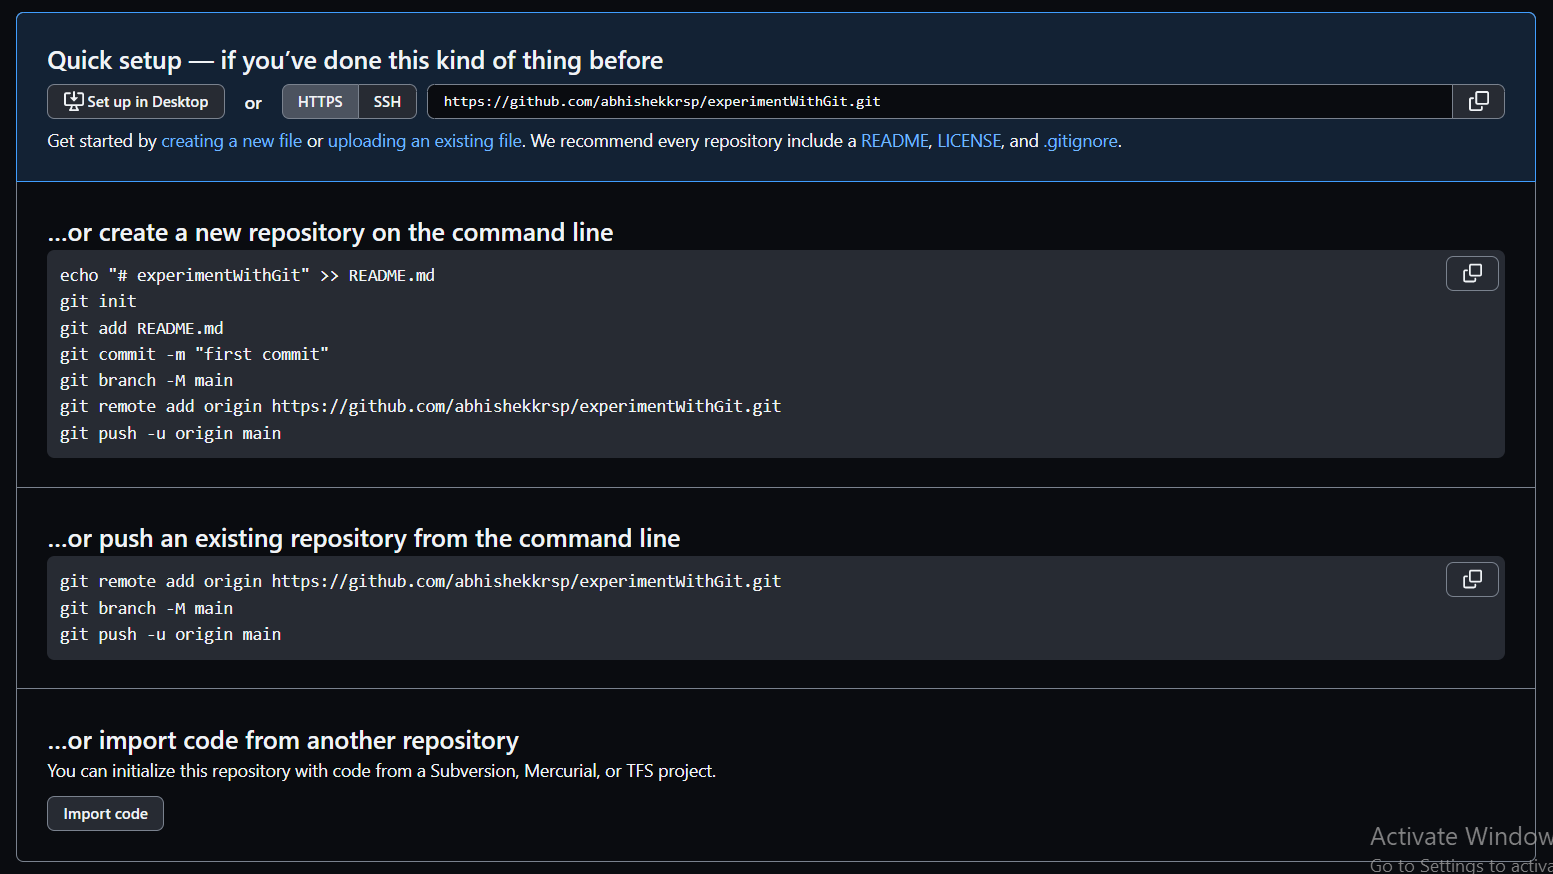 Quick setup — if you’ve done this kind of thing before
Set up in Desktop or HTTPS SSH https://github.com/abhishekkrsp/experimentWithGit.git
Get started by creating a new file or uploading an existing file. We recommend every repository include a README, LICENSE, and .gitignore.
…or create a new repository on the command line
echo "# experimentWithGit" >> README.md
git init
git add README.md
git commit -m "first commit"
git branch -M main
git remote add origin https://github.com/abhishekkrsp/experimentWithGit.git
git push -u origin main
…or push an existing repository from the command line
git remote add origin https://github.com/abhishekkrsp/experimentWithGit.git
git branch -M main
git push -u origin main
…or import code from another repository
You can initialize this repository with code from a Subversion, Mercurial, or TFS project.
Import code
Activate Window
Go to Settings to activa